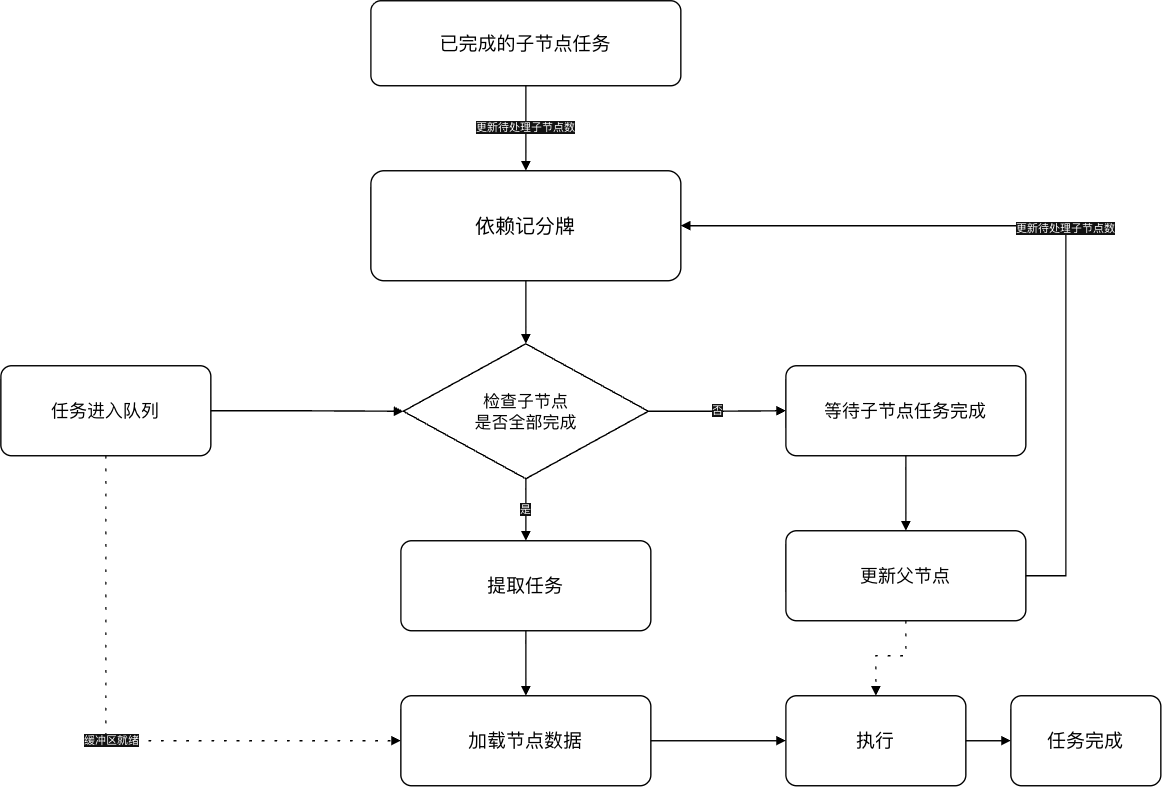 已完成的子节点任务
更新待处理子节点数
依赖记分牌
更新待处理子节点数
任务进入队列
检查子节点
是否全部完成
否
等待子节点任务完成
是
提取任务
更新父节点
缓冲区就绪
加载节点数据
执行
任务完成